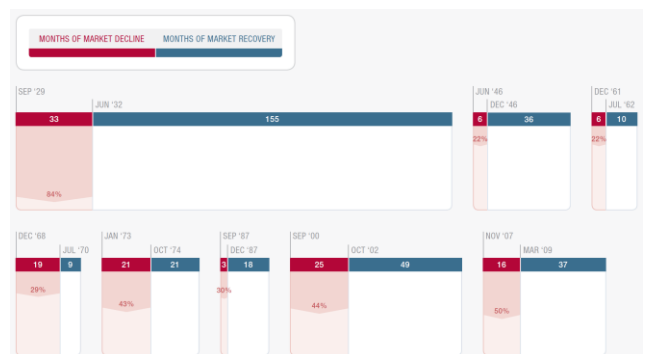 MONTHS OF MARKET DECLINE MONTHS OF MARKET RECOVERY
SEP '29 JUN '46 DEC '61
JUN '32 DEC '46 JUL '62
33 155 6 36 6 10
22% 22%
84%
DEC '68 JAN '73 SEP '87 SEP '00 NOV '07
JUL '70 OCT '74 DEC '87 OCT '02 MAR '09
19 9 21 21 3 18 25 49 16 37
29% 30%
43% 44%
50%